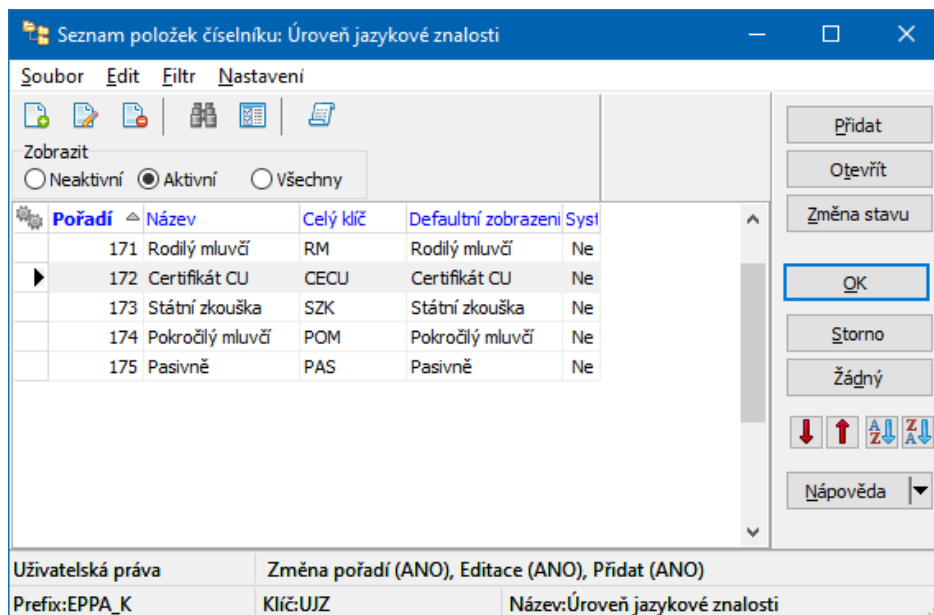 Seznam položek číselníku: Úroveň jazykové znalosti
Soubor Edit Filtr Nastavení
Zobrazit
Neaktivní Aktivní Všechny
Pořadí Název Celý klíč Defaultní zobrazeni Syst
171 Rodilý mluvčí RM Rodilý mluvčí Ne
172 Certifikát CU CECU Certifikát CU Ne
173 Státní zkouška SZK Státní zkouška Ne
174 Pokročilý mluvčí POM Pokročilý mluvčí Ne
175 Pasivně PAS Pasivně Ne
Přidat
Otevřít
Změna stavu
OK
Storno
Žádný
A Z Z A
Nápověda
Uživatelská práva Změna pořadí (ANO), Editace (ANO), Přidat (ANO)
Prefix:EPPA_K Klíč:UJZ Název:Úroveň jazykové znalosti